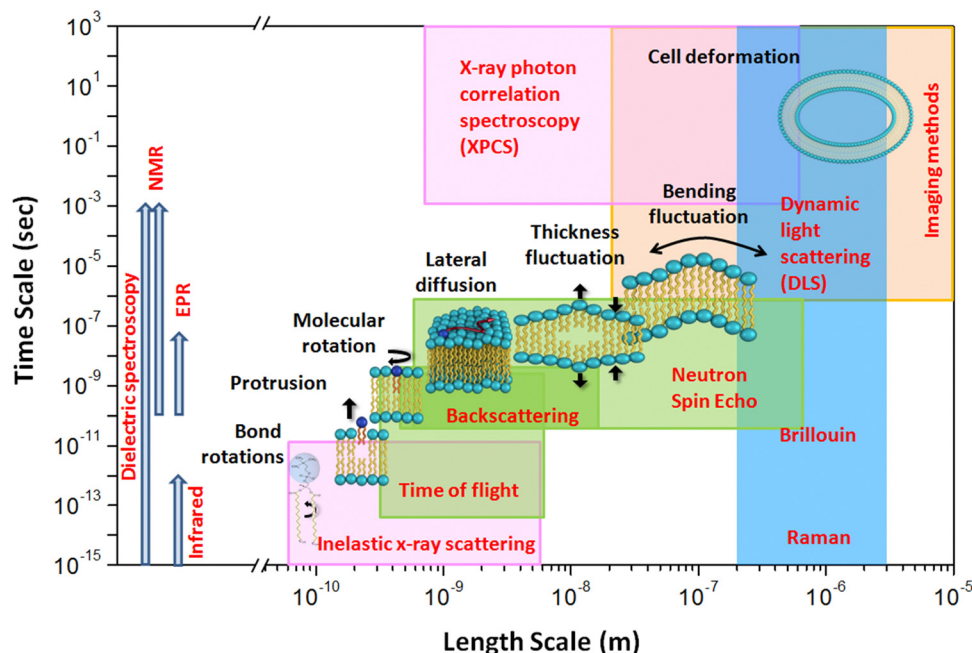 10³
10¹
10⁻¹
10⁻³
10⁻⁵
10⁻⁷
10⁻⁹
10⁻¹¹
10⁻¹³
10⁻¹⁵
Time Scale (sec)
Dielectric spectroscopy
NMR
EPR
Infrared
X-ray photon
correlation
spectroscopy
(XPCS)
Cell deformation
Imaging methods
Bending
fluctuation
Dynamic
light
scattering
(DLS)
Thickness
fluctuation
Lateral
diffusion
Molecular
rotation
Protrusion
Bond
rotations
Neutron
Spin Echo
Backscattering
Brillouin
Time of flight
Inelastic x-ray scattering
Raman
10⁻¹⁰
10⁻⁹
10⁻⁸
10⁻⁷
10⁻⁶
10⁻⁵
Length Scale (m)